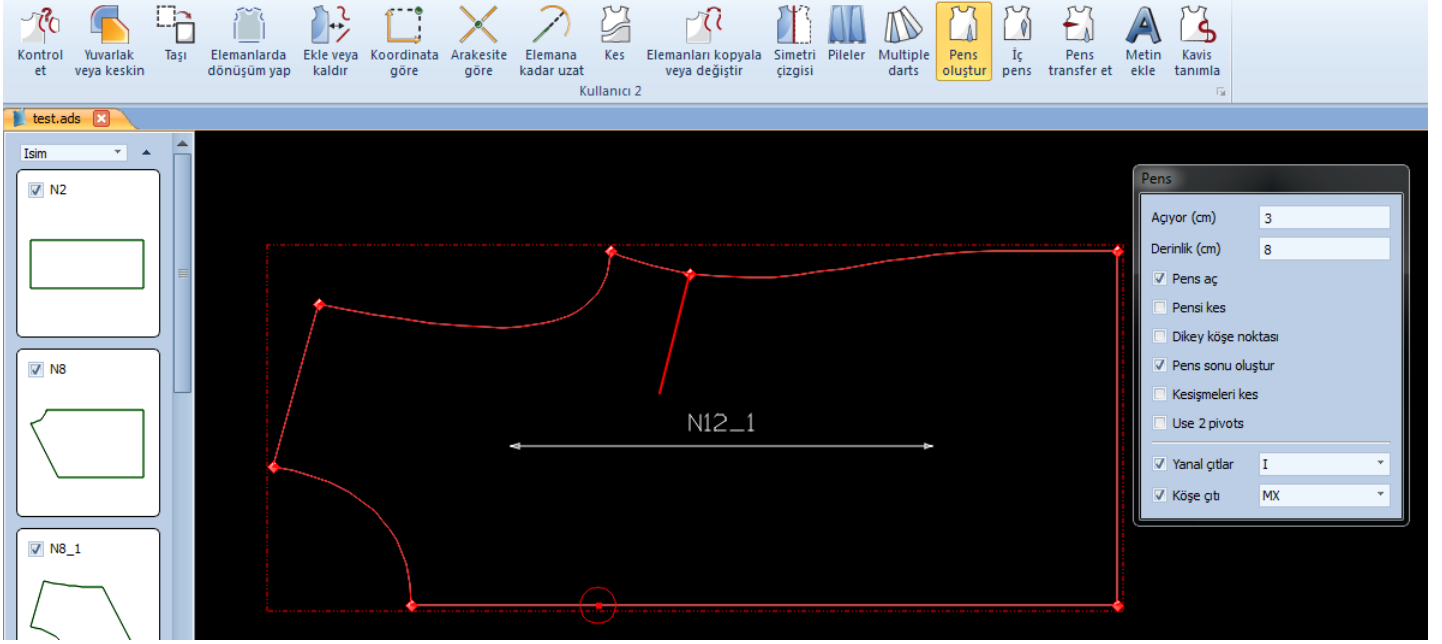 Kontrol et
Yuvarlak veya keskin
Taşı
Elemanlarda dönüşüm yap
Ekle veya kaldır
Koordinata göre
Arakesite göre
Elemana kadar uzat
Kes
Elemanları kopyala veya değiştir
Simetri çizgisi
Pileler
Multiple darts
Pens oluştur
İç pens
Pens transfer et
Metin ekle
Kavis tanımla
Kullanıcı 2
test.ads
Isim
N2
N8
N8_1
N12_1
Pens
Açıyor (cm) 3
Derinlik (cm) 8
Pens aç
Pensi kes
Dikey köşe noktası
Pens sonu oluştur
Kesişmeleri kes
Use 2 pivots
Yanal çıtlar I
Köşe çıtı MX